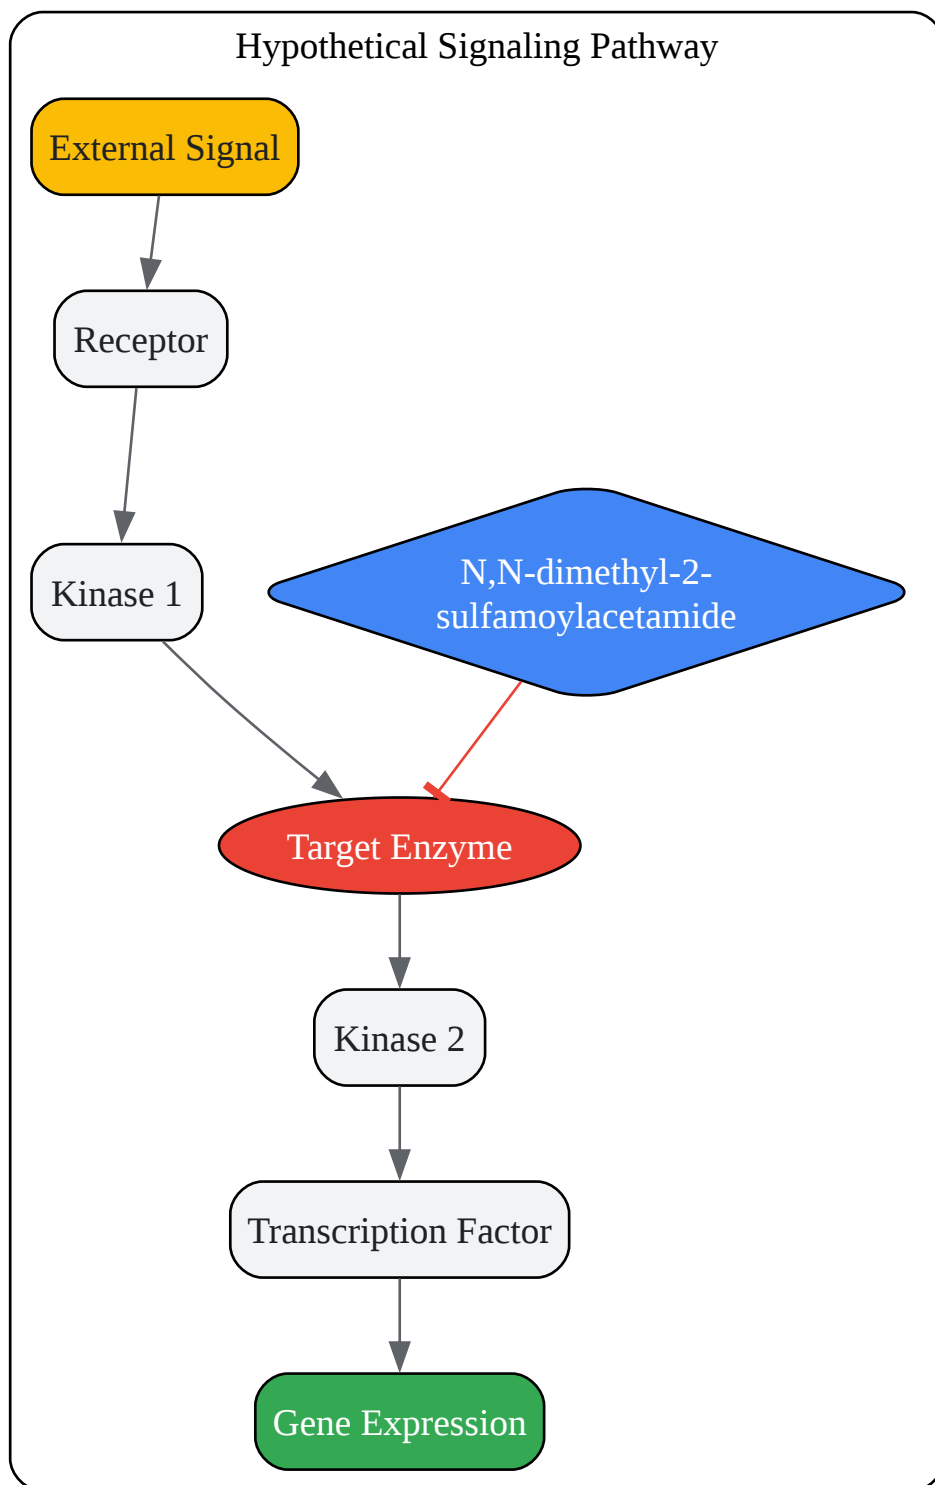 Hypothetical Signaling Pathway
External Signal
Receptor
Kinase 1
N,N-dimethyl-2-
sulfamoylacetamide
Target Enzyme
Kinase 2
Transcription Factor
Gene Expression